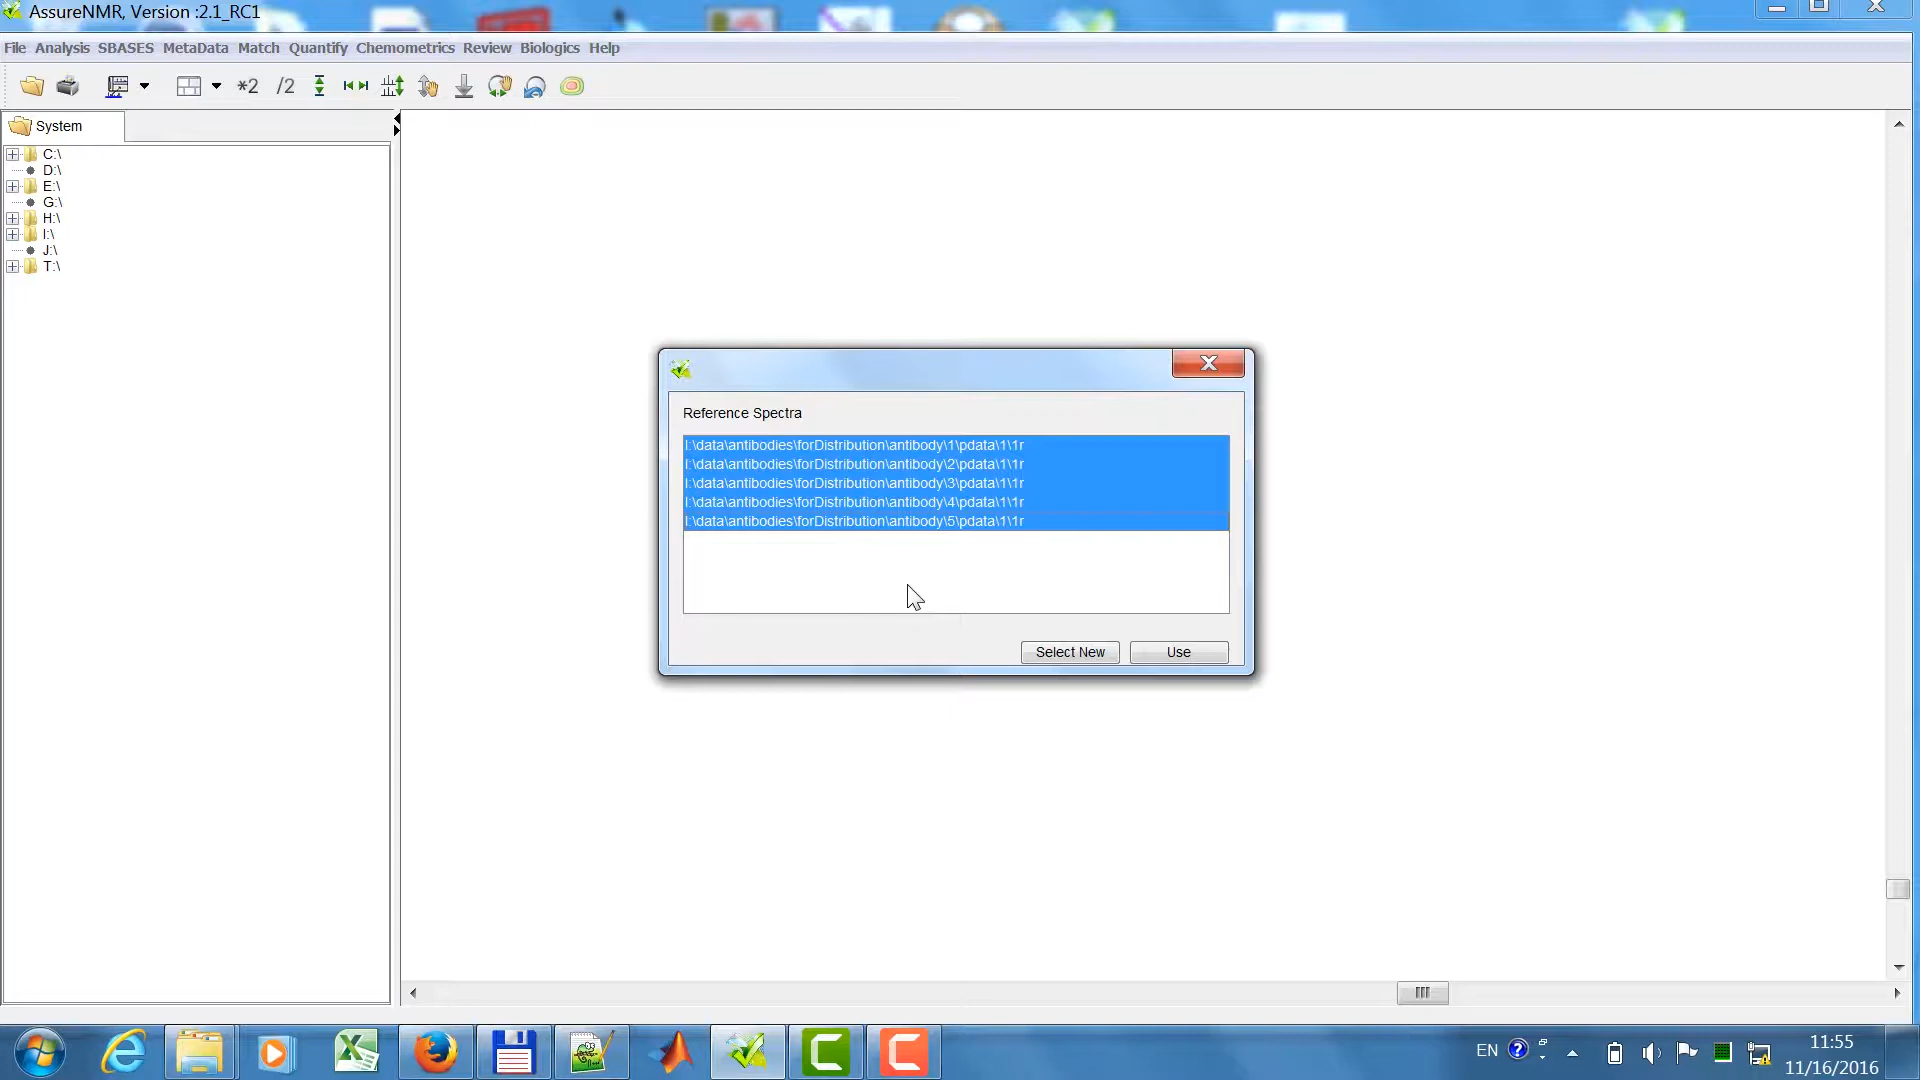 AssureNMR, Version :2.1_RC1
File Analysis SBASES MetaData Match Quantify Chemometrics Review Biologics Help
*2 /2
System
C:\
D:\
E:\
G:\
H:\
I:\
J:\
T:\
Reference Spectra
I:\data\antibodies\forDistribution\antibody\1\pdata\1\1r
I:\data\antibodies\forDistribution\antibody\2\pdata\1\1r
I:\data\antibodies\forDistribution\antibody\3\pdata\1\1r
I:\data\antibodies\forDistribution\antibody\4\pdata\1\1r
I:\data\antibodies\forDistribution\antibody\5\pdata\1\1r
Select New Use
EN
11:55
11/16/2016